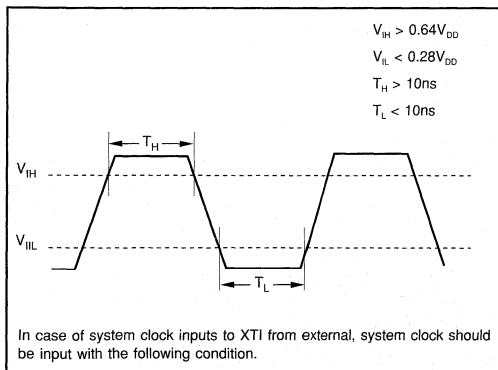 V_IH > 0.64V_DD
V_IL < 0.28V_DD
T_H > 10ns
T_L < 10ns
T_H
V_IH
V_IIL
T_L
In case of system clock inputs to XTI from external, system clock should
be input with the following condition.